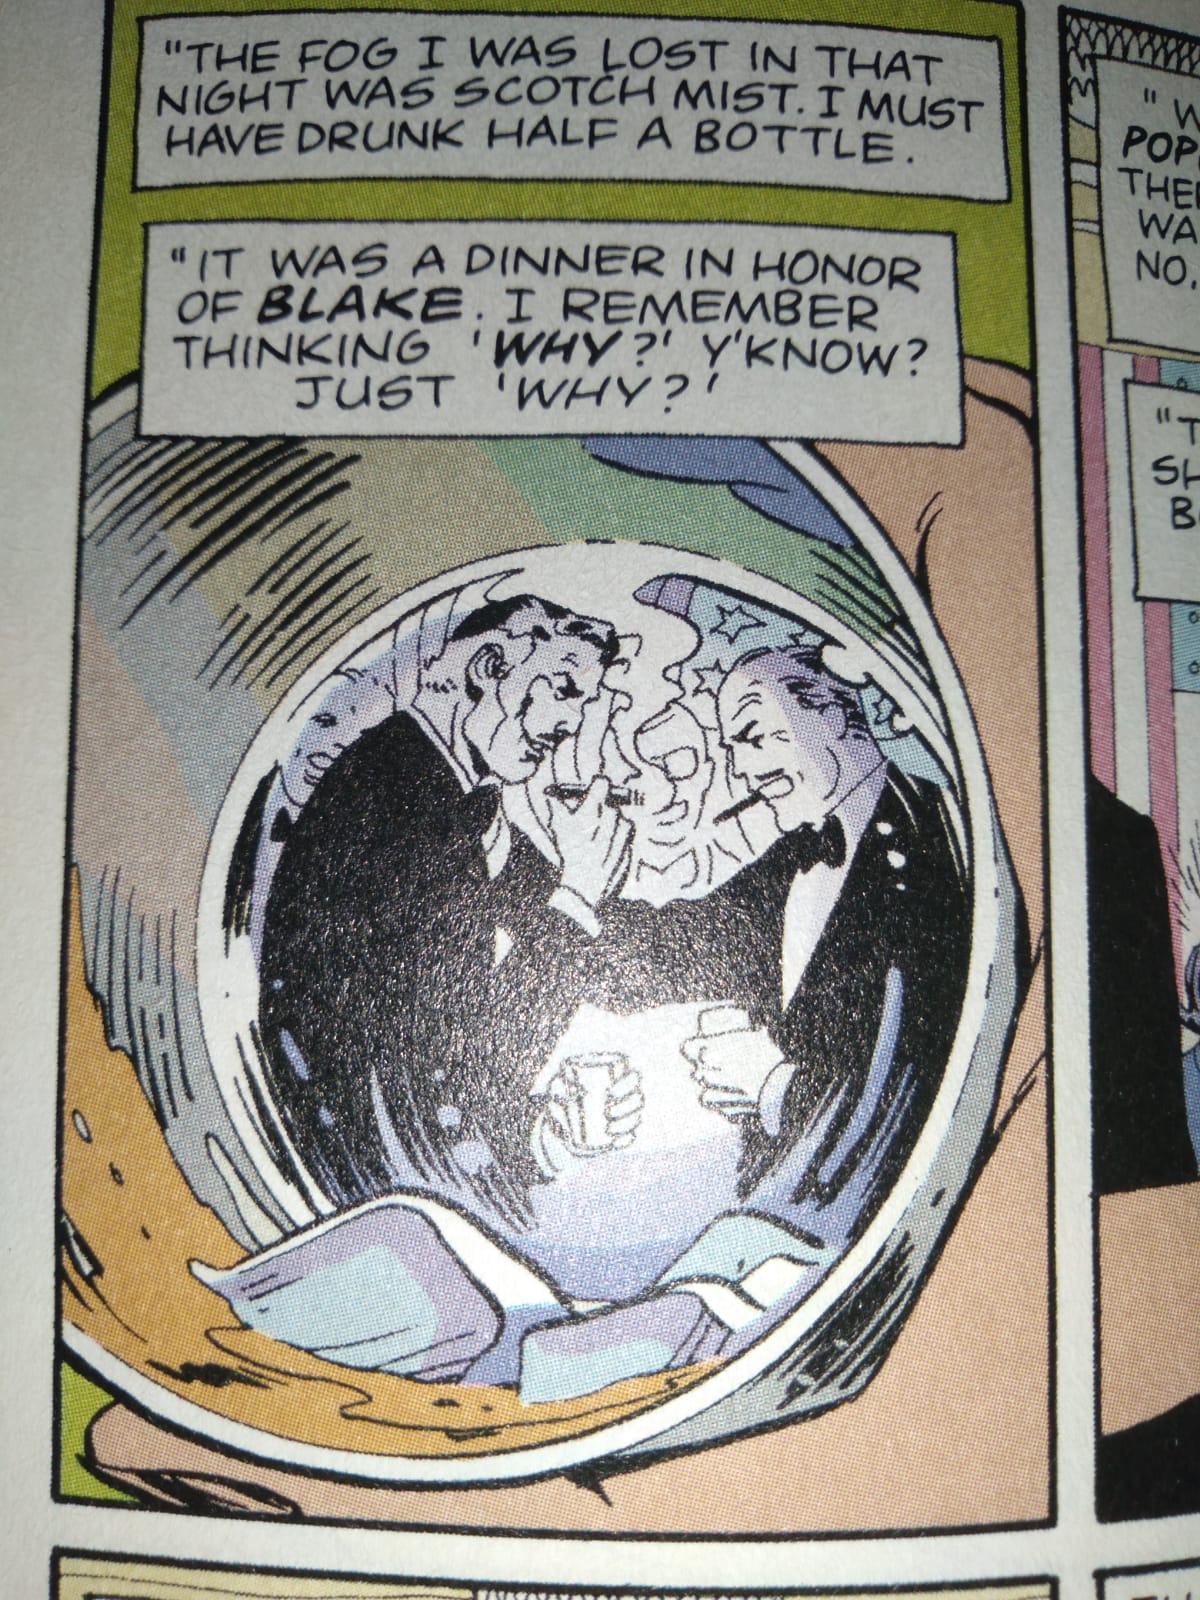 "THE FOG I WAS LOST IN THAT
NIGHT WAS SCOTCH MIST. I MUST
HAVE DRUNK HALF A BOTTLE.
"IT WAS A DINNER IN HONOR
OF BLAKE. I REMEMBER
THINKING 'WHY?' Y'KNOW?
JUST 'WHY?'
NO,